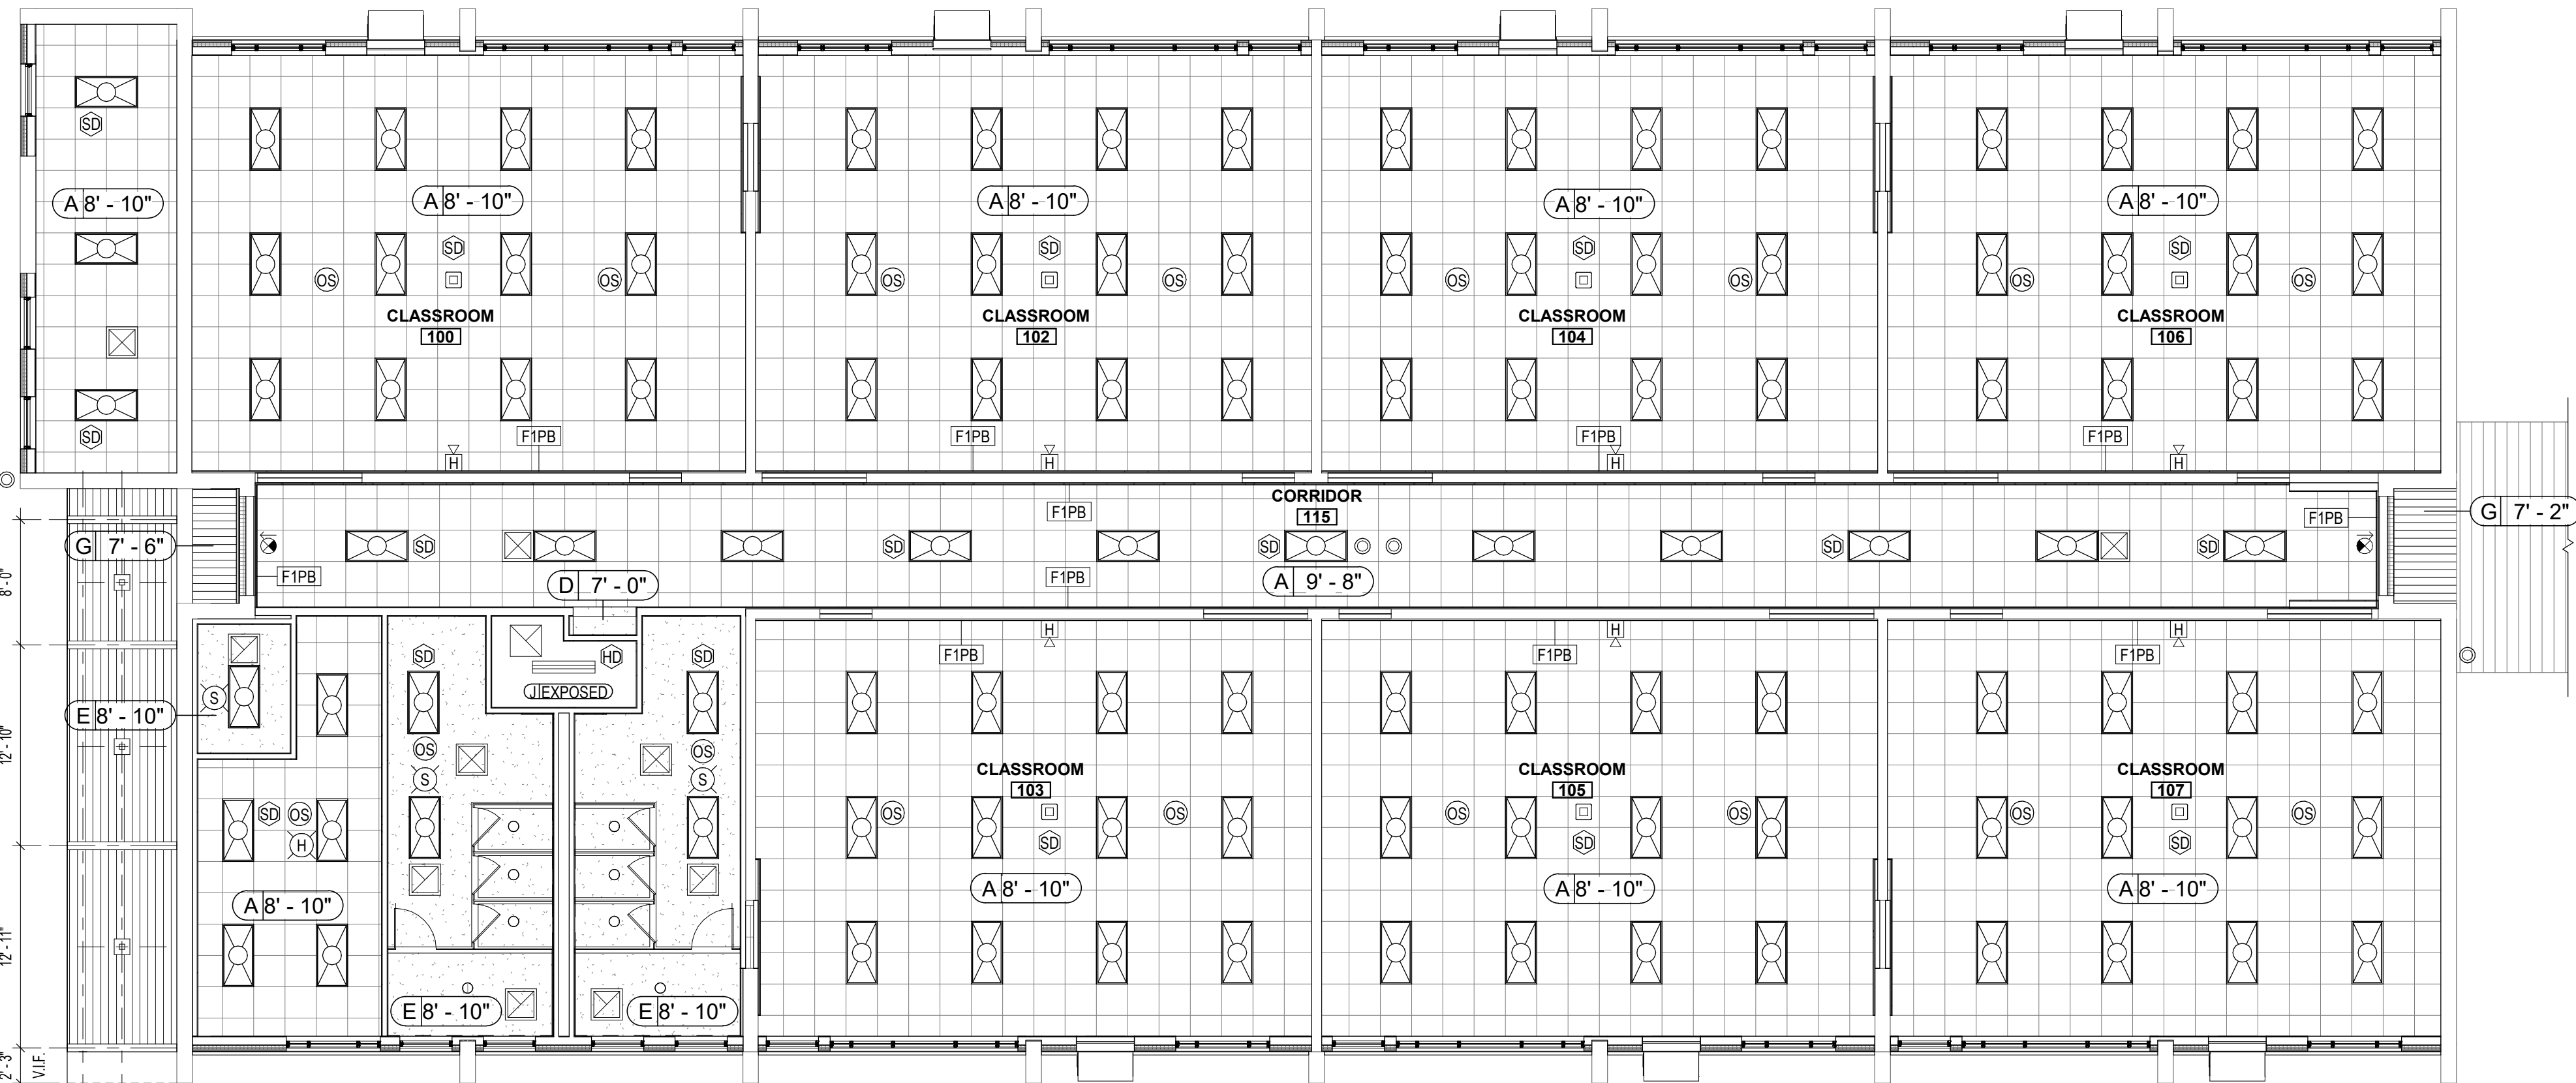 SD
A 8' - 10"
SD
A 8' - 10"
SD
OS
OS
CLASSROOM
100
F1PB
H
A 8' - 10"
SD
OS
OS
CLASSROOM
102
F1PB
H
A 8' - 10"
SD
OS
OS
CLASSROOM
104
F1PB
H
A 8' - 10"
SD
OS
OS
CLASSROOM
106
F1PB
H
G 7' - 6"
CORRIDOR
115
F1PB
F1PB
SD
SD
SD
SD
SD
F1PB
F1PB
D 7' - 0"
A 9' - 8"
G 7' - 2"
8' - 0"
12' - 10"
12' - 11"
2' - 3"
V.I.F.
S
E 8' - 10"
SD
OS
H
A 8' - 10"
SD
OS
S
E 8' - 10"
HD
J EXPOSED
SD
OS
S
E 8' - 10"
F1PB
H
CLASSROOM
103
OS
OS
SD
A 8' - 10"
F1PB
H
CLASSROOM
105
OS
OS
SD
A 8' - 10"
F1PB
H
CLASSROOM
107
OS
OS
SD
A 8' - 10"